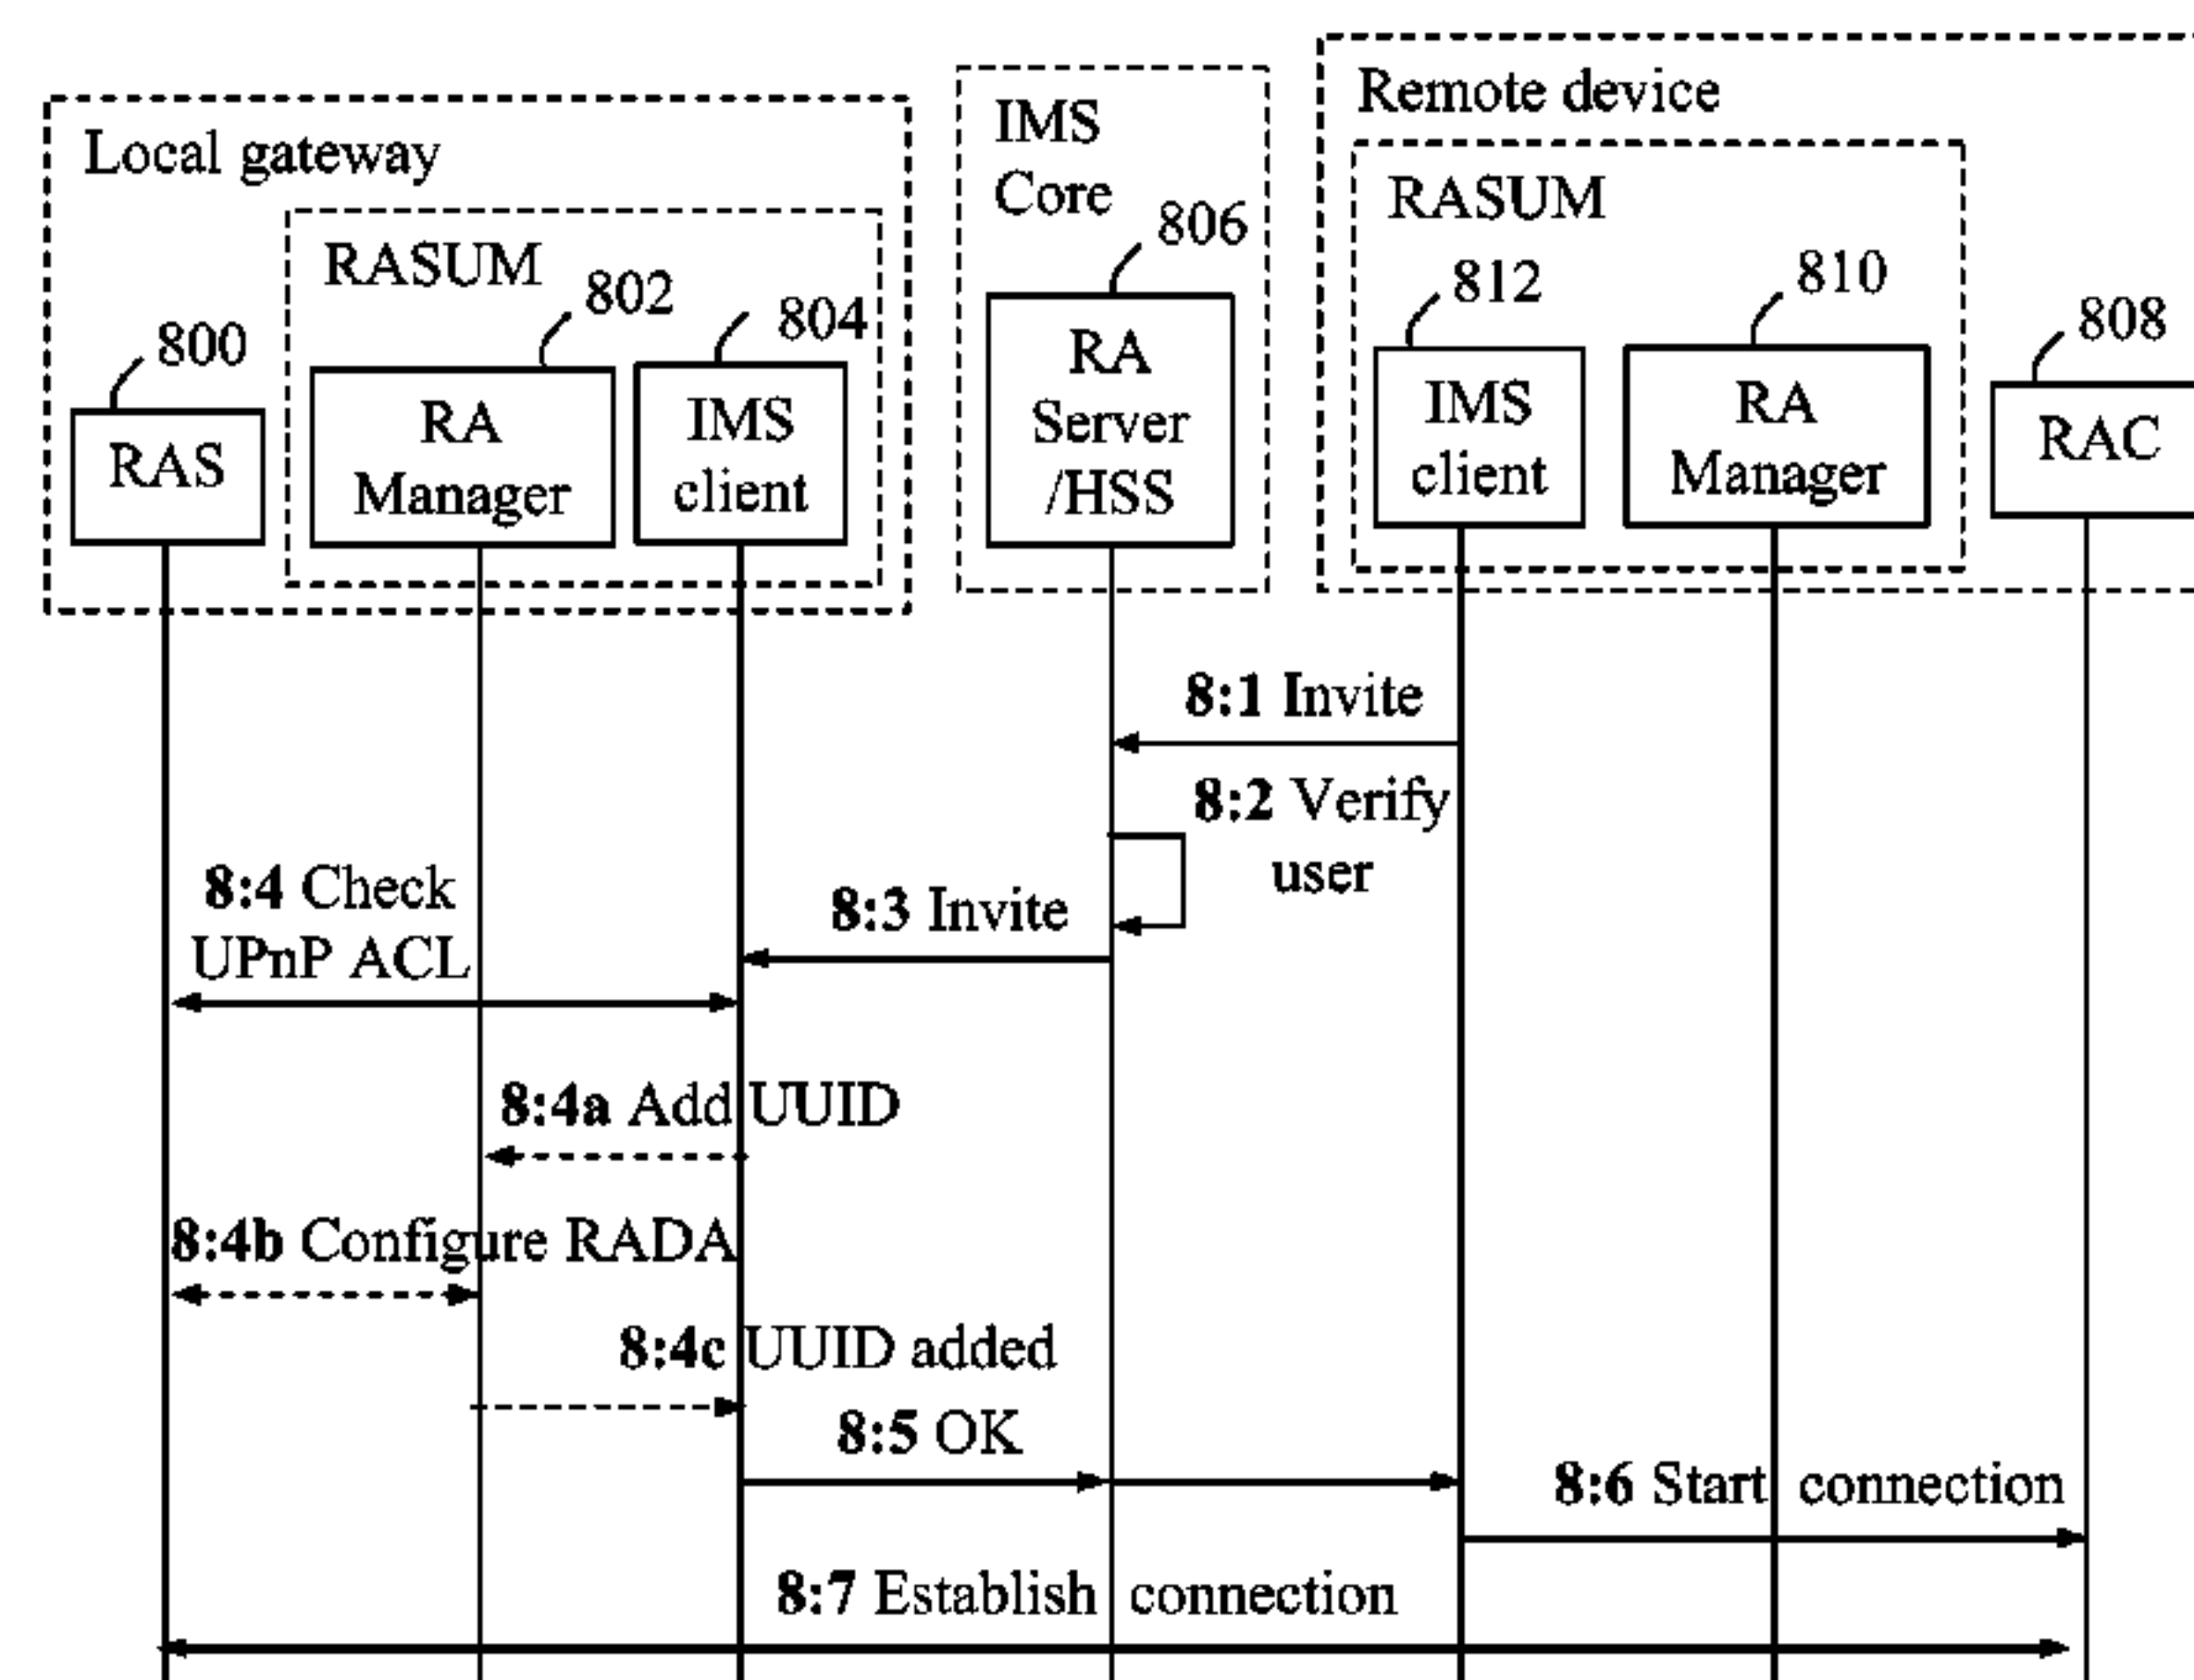 Local gateway
RASUM
802
804
800
RAS
RA
Manager
IMS
client
IMS
Core
806
RA
Server
/HSS
Remote device
RASUM
812
810
808
IMS
client
RA
Manager
RAC
8:1 Invite
8:2 Verify
user
8:3 Invite
8:4 Check
UPnP ACL
8:4a Add UUID
8:4b Configure RADA
8:4c UUID added
8:5 OK
8:6 Start connection
8:7 Establish connection